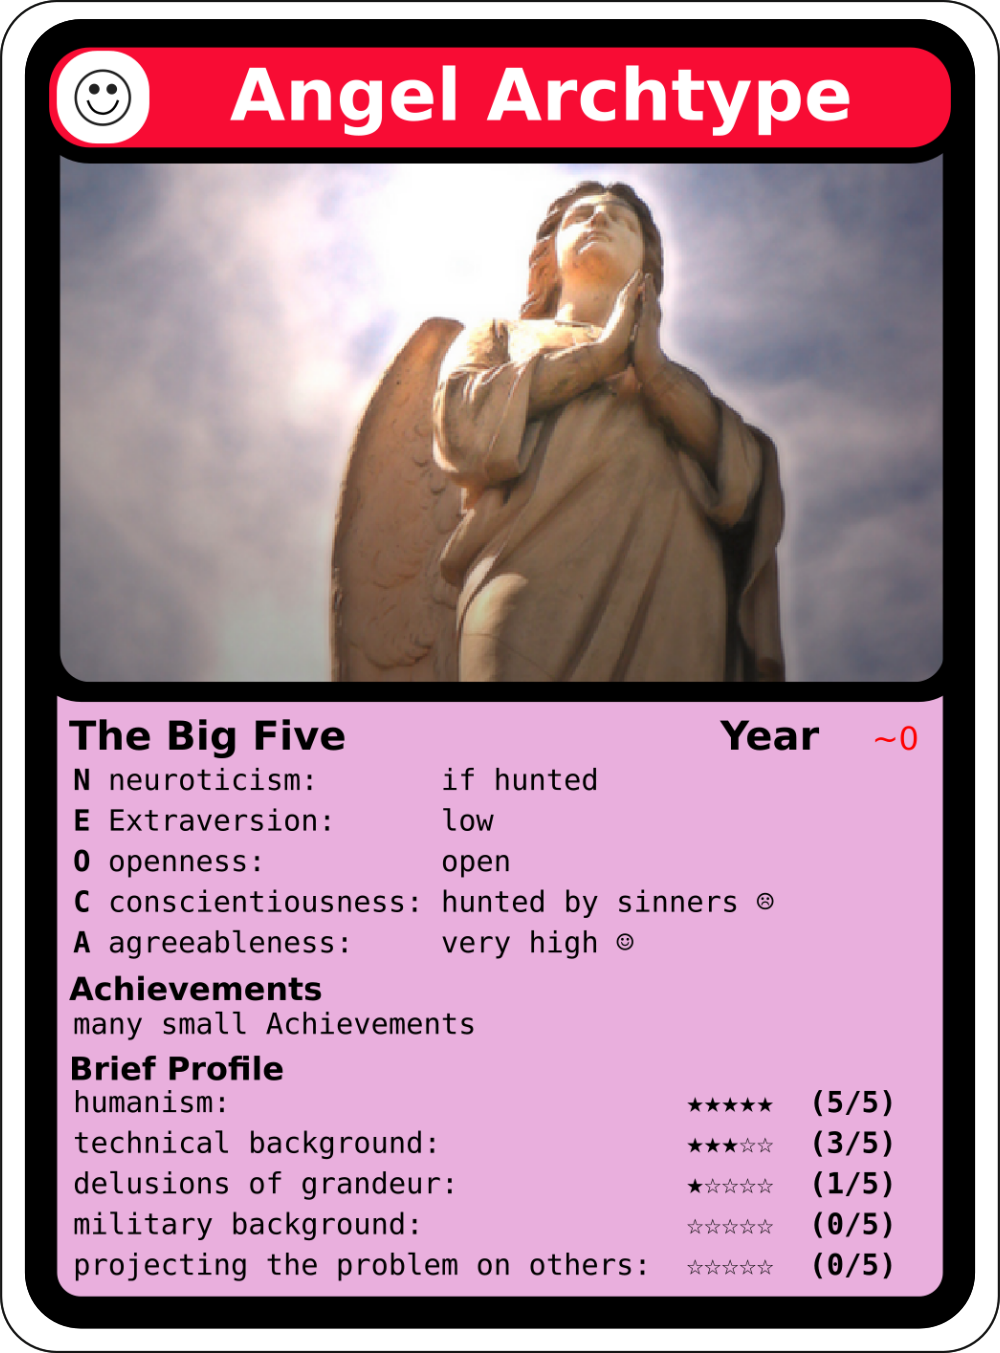 Angel Archtype
The Big Five Year ~0
N neuroticism: if hunted
E Extraversion: low
O openness: open
C conscientiousness: hunted by sinners ☹
A agreeableness: very high ☺
Achievements
many small Achievements
Brief Profile
humanism: ★★★★★ (5/5)
technical background: ★★★☆☆ (3/5)
delusions of grandeur: ★☆☆☆☆ (1/5)
military background: ☆☆☆☆☆ (0/5)
projecting the problem on others: ☆☆☆☆☆ (0/5)